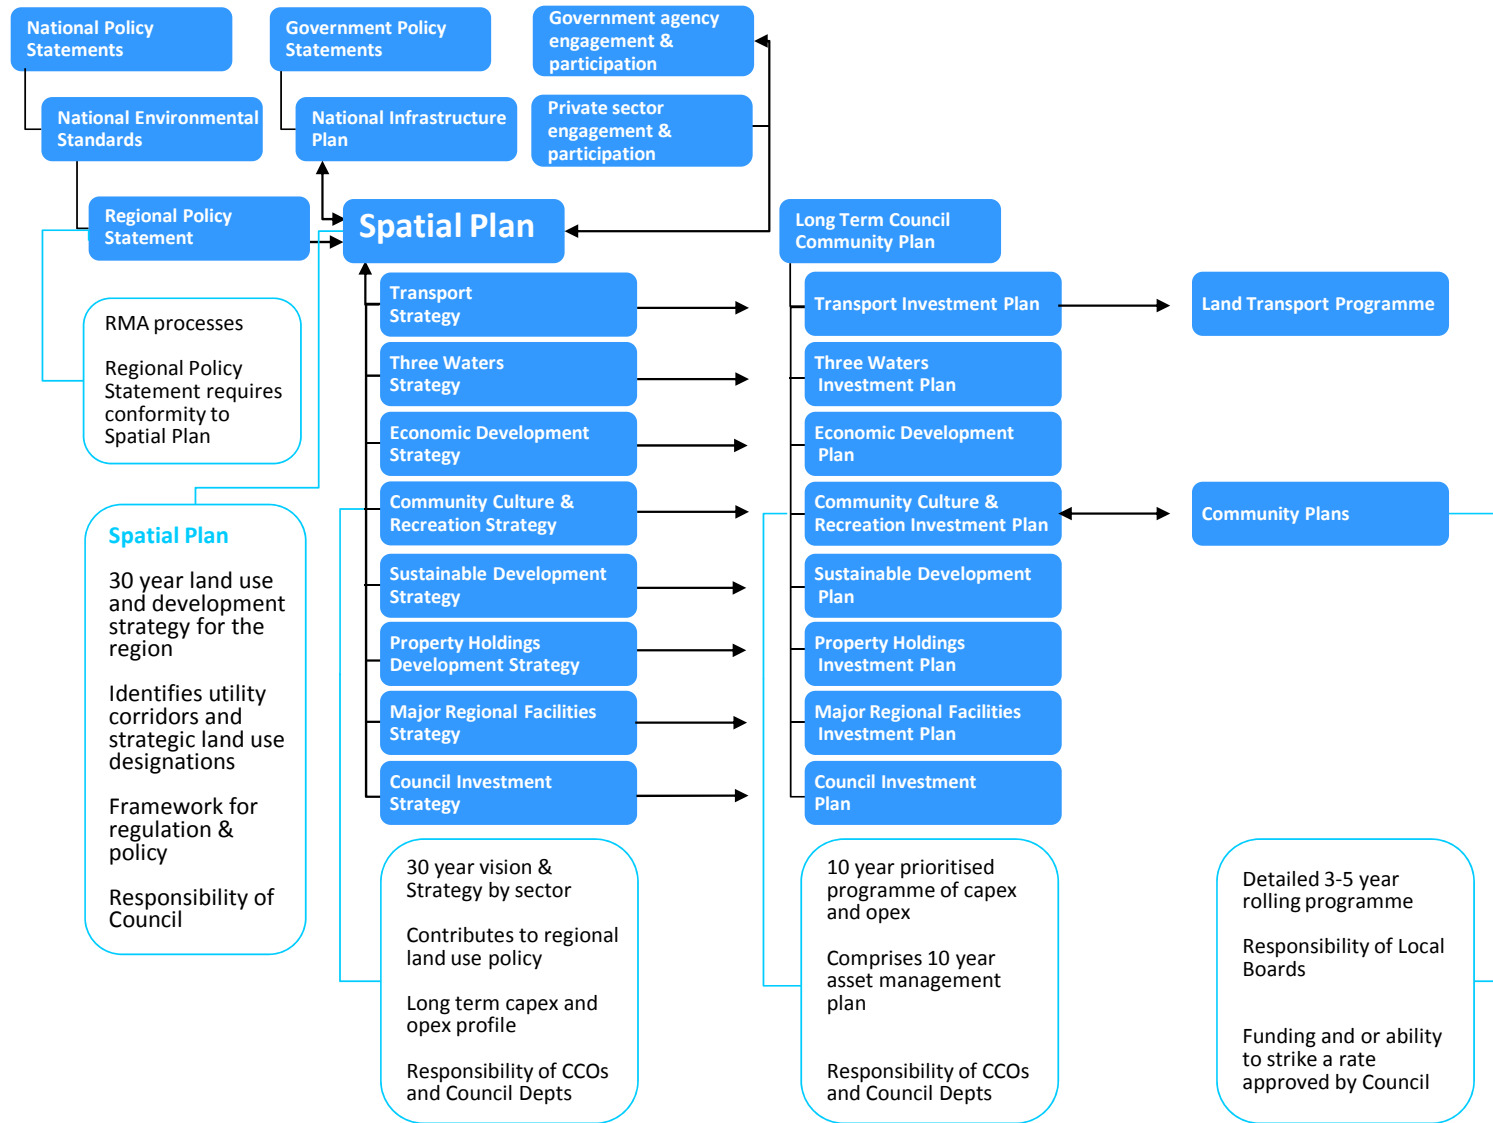 National Policy
Statements
Government Policy
Statements
Government agency
engagement &
participation
National Environmental
Standards
National Infrastructure
Plan
Private sector
engagement &
participation
Regional Policy
Statement
Spatial Plan
Long Term Council
Community Plan
RMA processes
Regional Policy
Statement requires
conformity to
Spatial Plan
Spatial Plan
30 year land use
and development
strategy for the
region
Identifies utility
corridors and
strategic land use
designations
Framework for
regulation &
policy
Responsibility of
Council
Transport
Strategy
Three Waters
Strategy
Economic Development
Strategy
Community Culture &
Recreation Strategy
Sustainable Development
Strategy
Property Holdings
Development Strategy
Major Regional Facilities
Strategy
Council Investment
Strategy
30 year vision &
Strategy by sector
Contributes to regional
land use policy
Long term capex and
opex profile
Responsibility of CCOs
and Council Depts
Transport Investment Plan
Three Waters
Investment Plan
Economic Development
Plan
Community Culture &
Recreation Investment Plan
Sustainable Development
Plan
Property Holdings
Investment Plan
Major Regional Facilities
Investment Plan
Council Investment
Plan
10 year prioritised
programme of capex
and opex
Comprises 10 year
asset management
plan
Responsibility of CCOs
and Council Depts
Land Transport Programme
Community Plans
Detailed 3-5 year
rolling programme
Responsibility of Local
Boards
Funding and or ability
to strike a rate
approved by Council